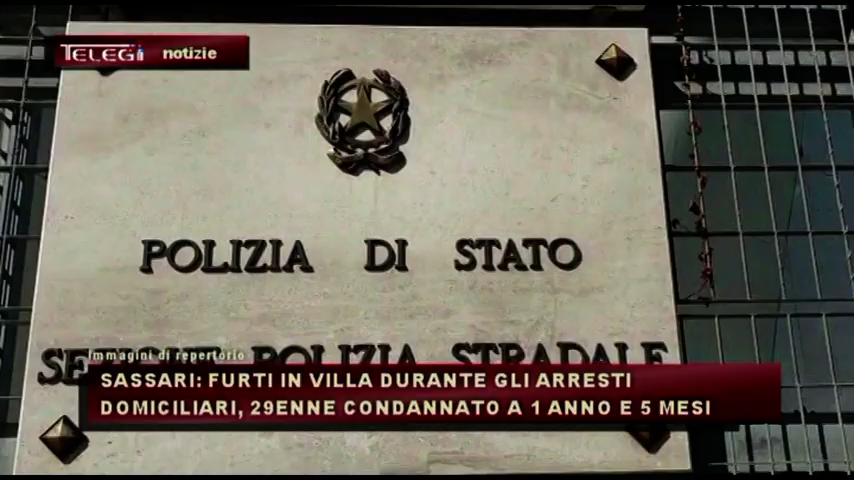 TELEGI notizie
POLIZIA DI STATO
Immagini di repertorio
POLIZIA STRADALE
SASSARI: FURTI IN VILLA DURANTE GLI ARRESTI
DOMICILIARI, 29ENNE CONDANNATO A 1 ANNO E 5 MESI